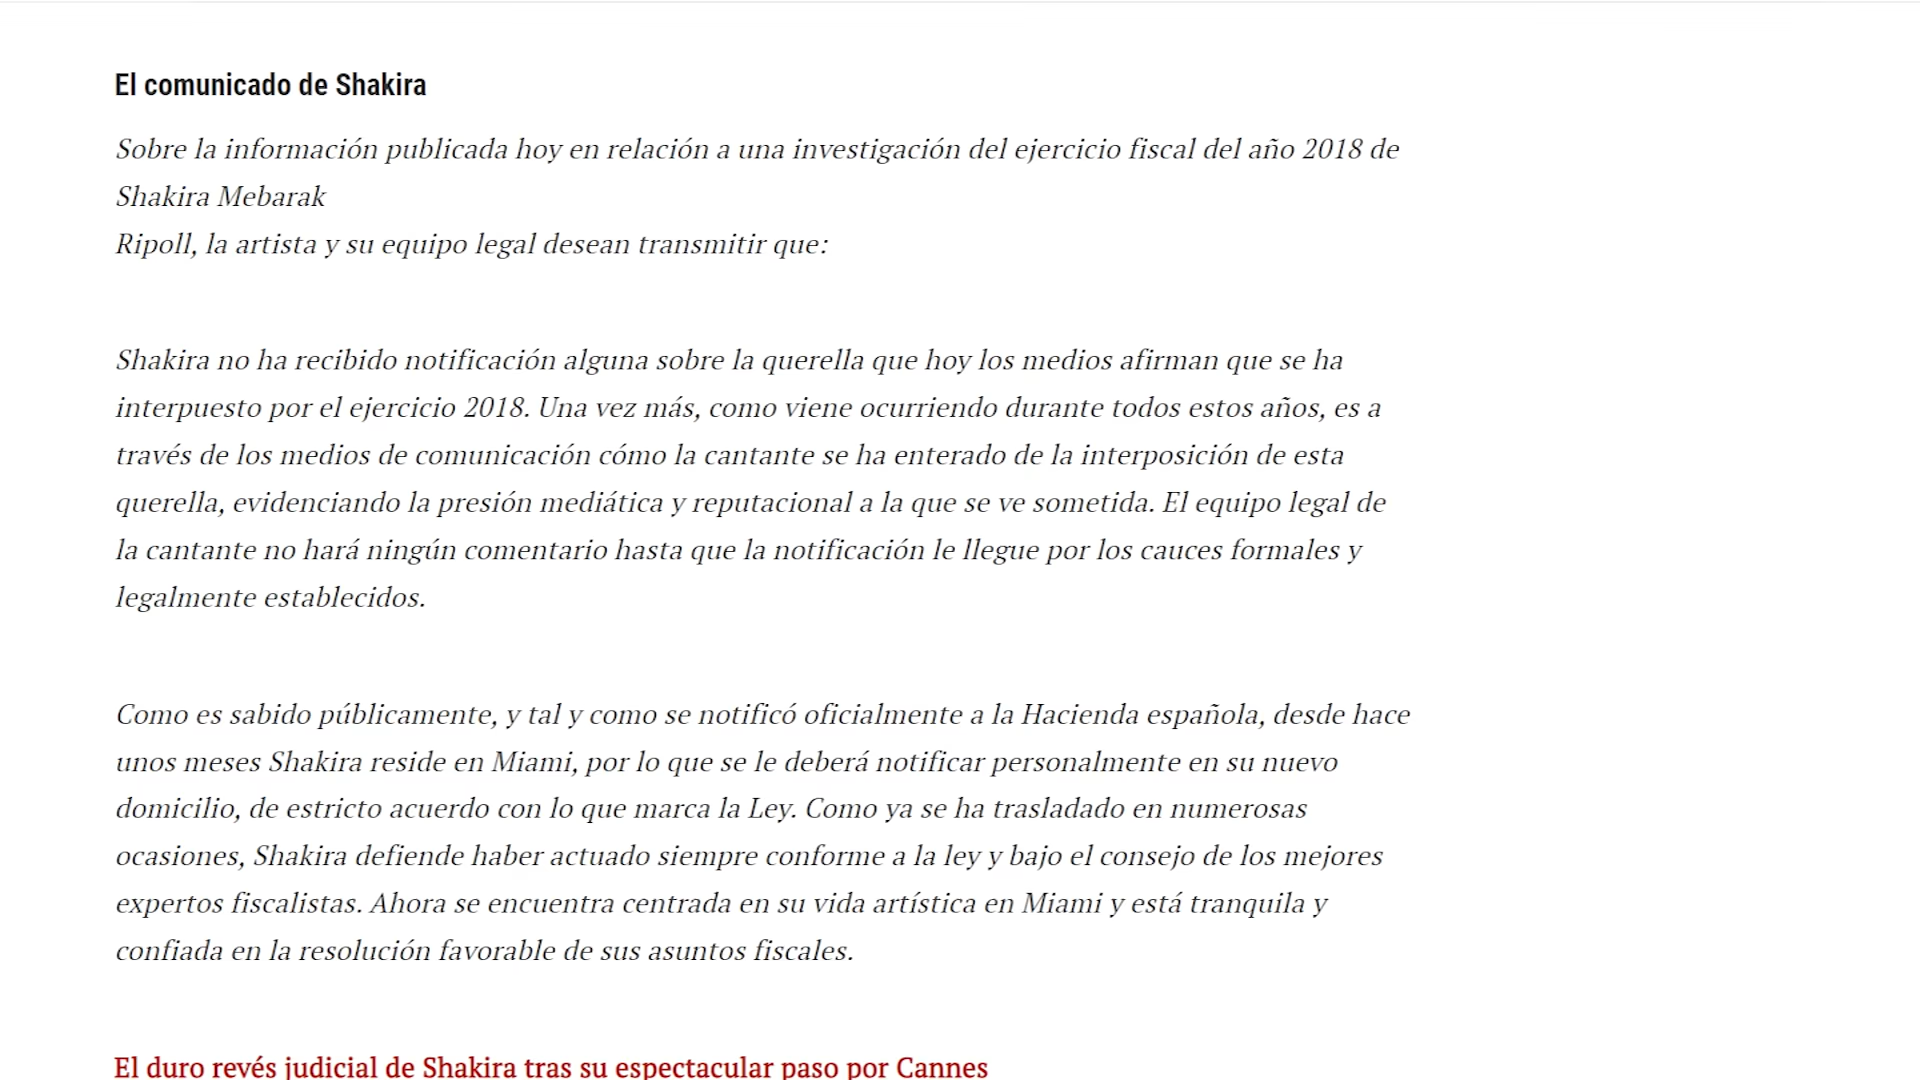 El comunicado de Shakira
Sobre la información publicada hoy en relación a una investigación del ejercicio fiscal del año 2018 de
Shakira Mebarak
Ripoll, la artista y su equipo legal desean transmitir que:
Shakira no ha recibido notificación alguna sobre la querella que hoy los medios afirman que se ha
interpuesto por el ejercicio 2018. Una vez más, como viene ocurriendo durante todos estos años, es a
través de los medios de comunicación cómo la cantante se ha enterado de la interposición de esta
querella, evidenciando la presión mediática y reputacional a la que se ve sometida. El equipo legal de
la cantante no hará ningún comentario hasta que la notificación le llegue por los cauces formales y
legalmente establecidos.
Como es sabido públicamente, y tal y como se notificó oficialmente a la Hacienda española, desde hace
unos meses Shakira reside en Miami, por lo que se le deberá notificar personalmente en su nuevo
domicilio, de estricto acuerdo con lo que marca la Ley. Como ya se ha trasladado en numerosas
ocasiones, Shakira defiende haber actuado siempre conforme a la ley y bajo el consejo de los mejores
expertos fiscalistas. Ahora se encuentra centrada en su vida artística en Miami y está tranquila y
confiada en la resolución favorable de sus asuntos fiscales.
El duro revés judicial de Shakira tras su espectacular paso por Cannes